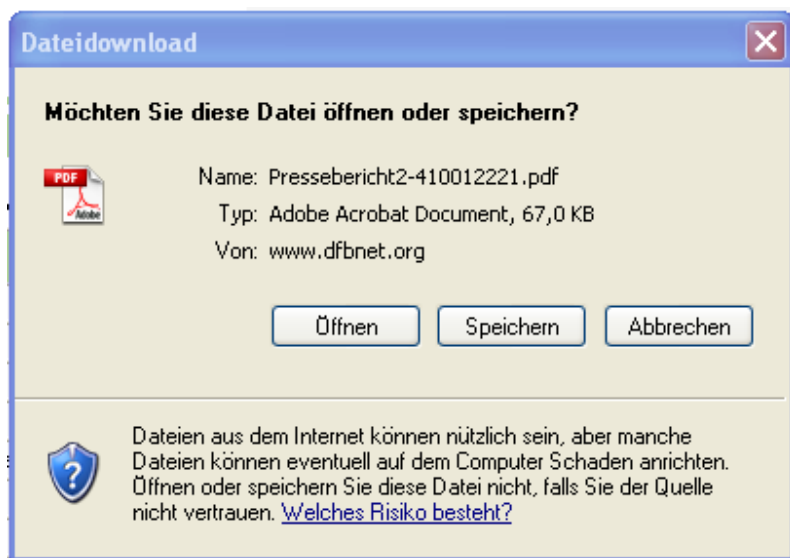 Dateidownload
Möchten Sie diese Datei öffnen oder speichern?
PDF
Adobe
Name: Pressebericht2-410012221.pdf
Typ: Adobe Acrobat Document, 67,0 KB
Von: www.dfbnet.org
Öffnen Speichern Abbrechen
Dateien aus dem Internet können nützlich sein, aber manche
Dateien können eventuell auf dem Computer Schaden anrichten.
Öffnen oder speichern Sie diese Datei nicht, falls Sie der Quelle
nicht vertrauen. Welches Risiko besteht?